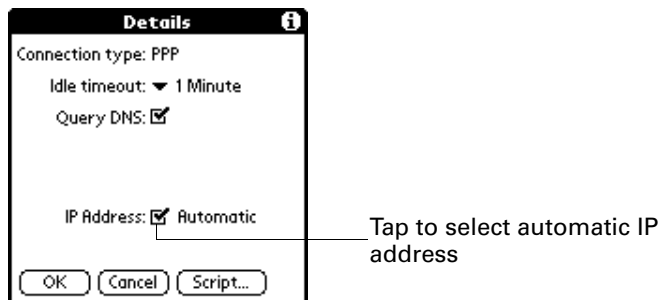 Details
Connection type: PPP
Idle timeout: 1 Minute
Query DNS:
IP Address: Automatic
Tap to select automatic IP
address
OK Cancel Script...